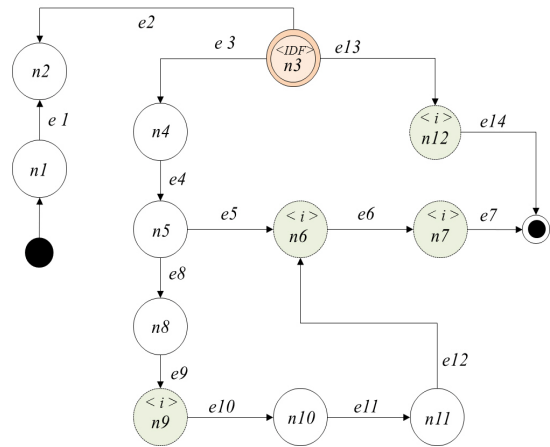 e2
<IDF>
n3
e 3
e13
n2
e 1
n4
< i >
n12
e14
n1
e4
n5
e5
< i >
n6
e6
< i >
n7
e7
e8
n8
e9
e12
< i >
n9
e10
n10
e11
n11